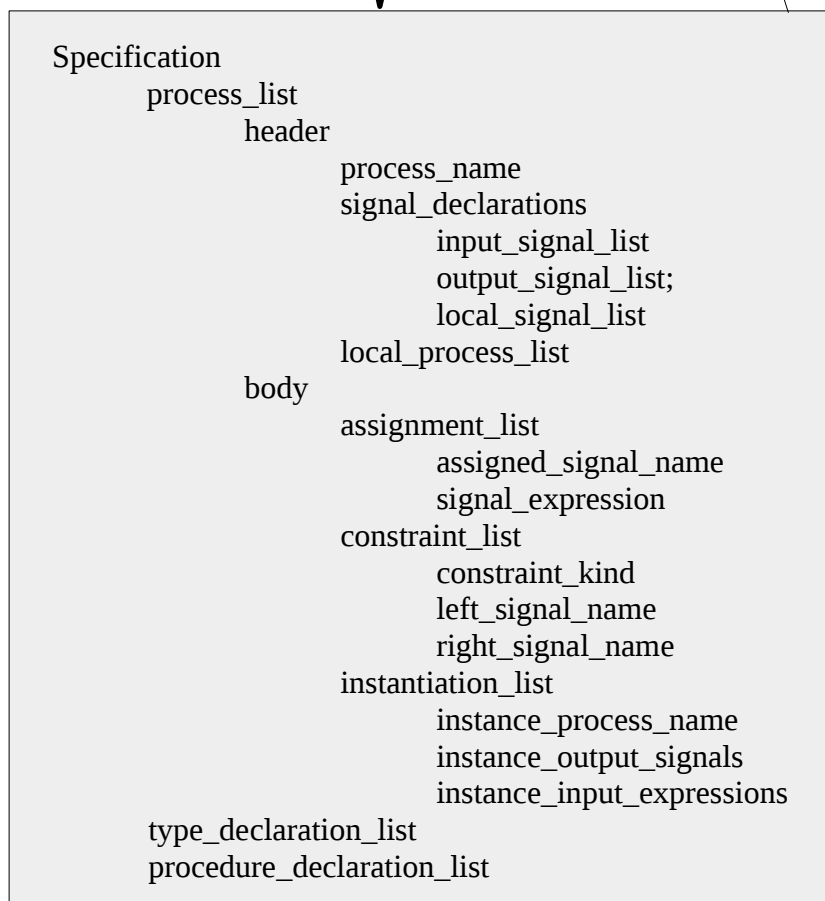 Specification
process_list
header
process_name
signal_declarations
input_signal_list
output_signal_list;
local_signal_list
local_process_list
body
assignment_list
assigned_signal_name
signal_expression
constraint_list
constraint_kind
left_signal_name
right_signal_name
instantiation_list
instance_process_name
instance_output_signals
instance_input_expressions
type_declaration_list
procedure_declaration_list